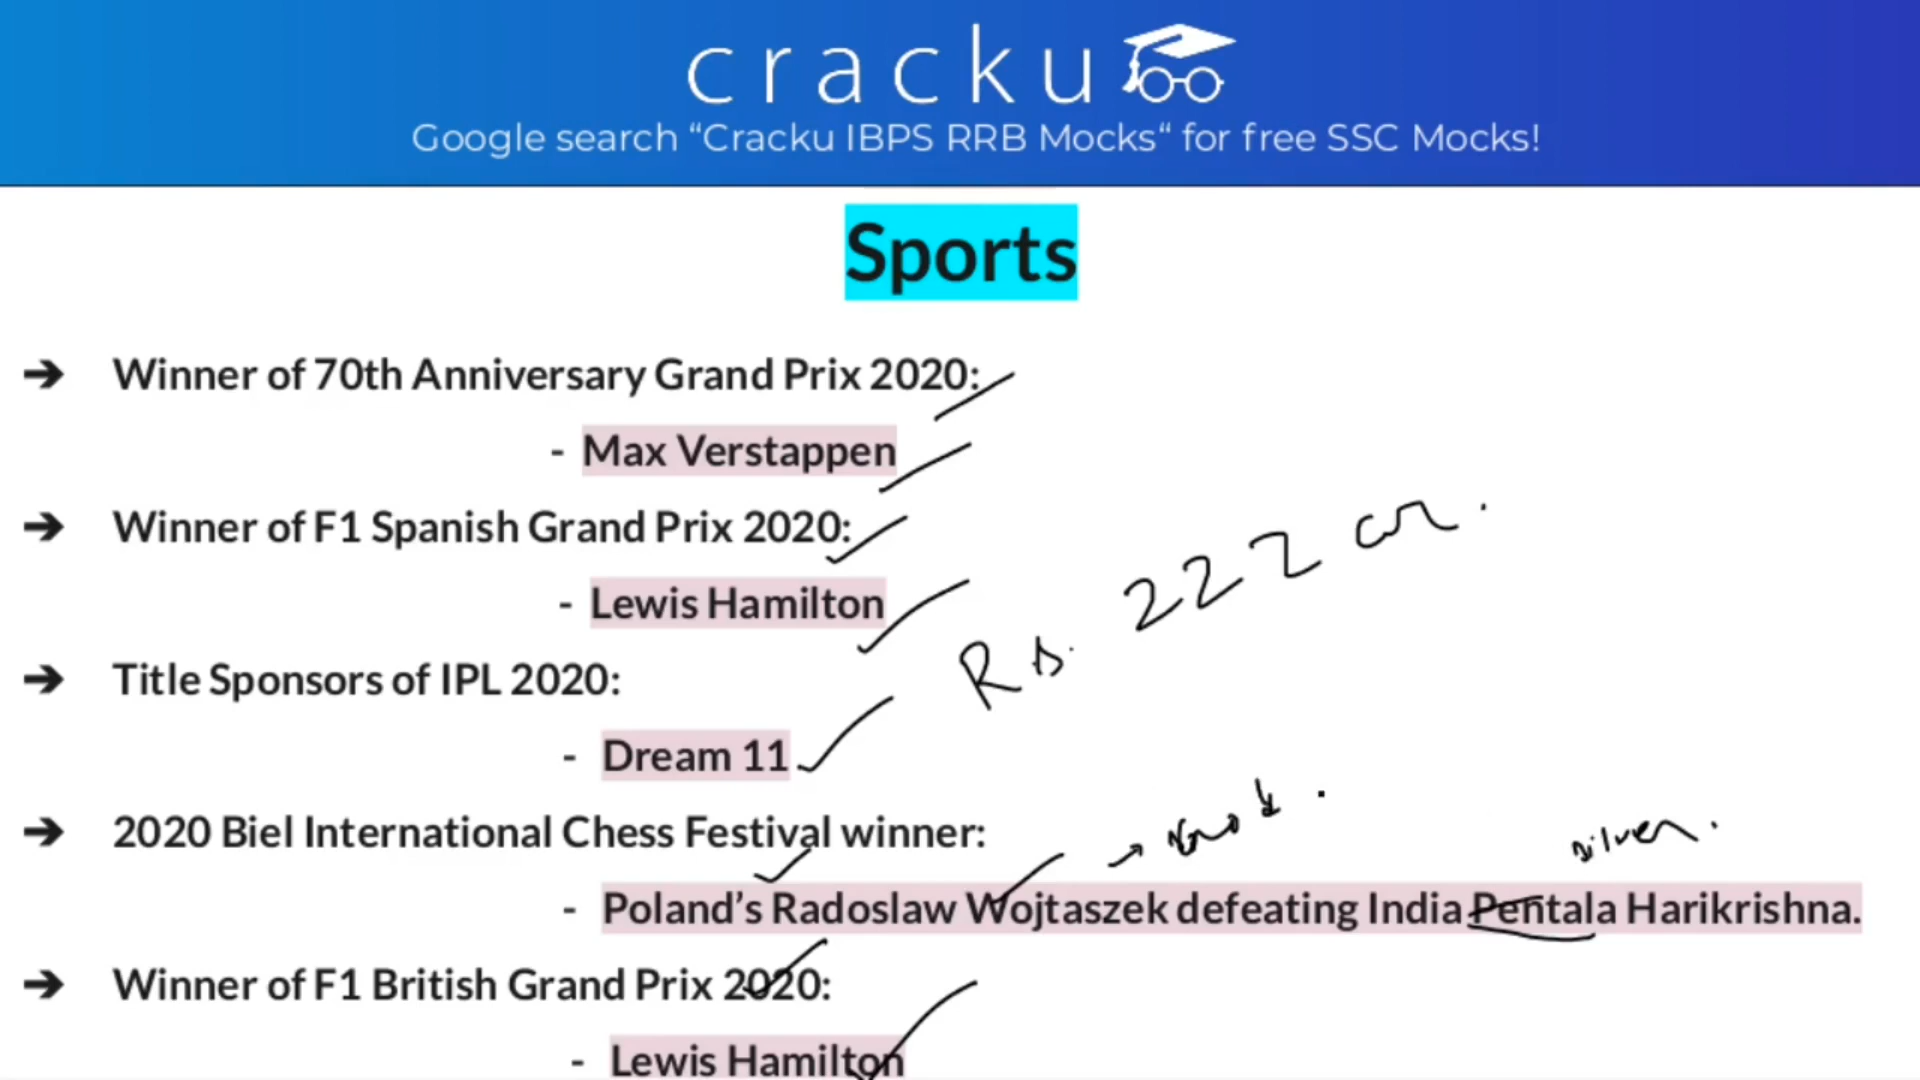 cracku
Google search “Cracku IBPS RRB Mocks“ for free SSC Mocks!
Sports
➔ Winner of 70th Anniversary Grand Prix 2020:
- Max Verstappen
➔ Winner of F1 Spanish Grand Prix 2020:
- Lewis Hamilton
Rs. 222 cr.
➔ Title Sponsors of IPL 2020:
- Dream 11
➔ 2020 Biel International Chess Festival winner:
silver.
- Poland’s Radoslaw Wojtaszek defeating India Pentala Harikrishna.
➔ Winner of F1 British Grand Prix 2020:
- Lewis Hamilton